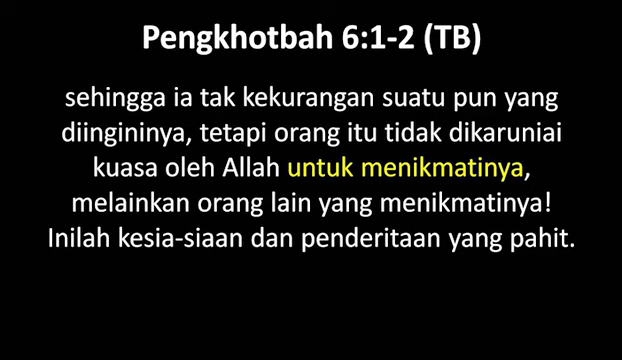 Pengkhotbah 6:1-2 (TB)
sehingga ia tak kekurangan suatu pun yang
diingininya, tetapi orang itu tidak dikaruniai
kuasa oleh Allah untuk menikmatinya,
melainkan orang lain yang menikmatinya!
Inilah kesia-siaan dan penderitaan yang pahit.